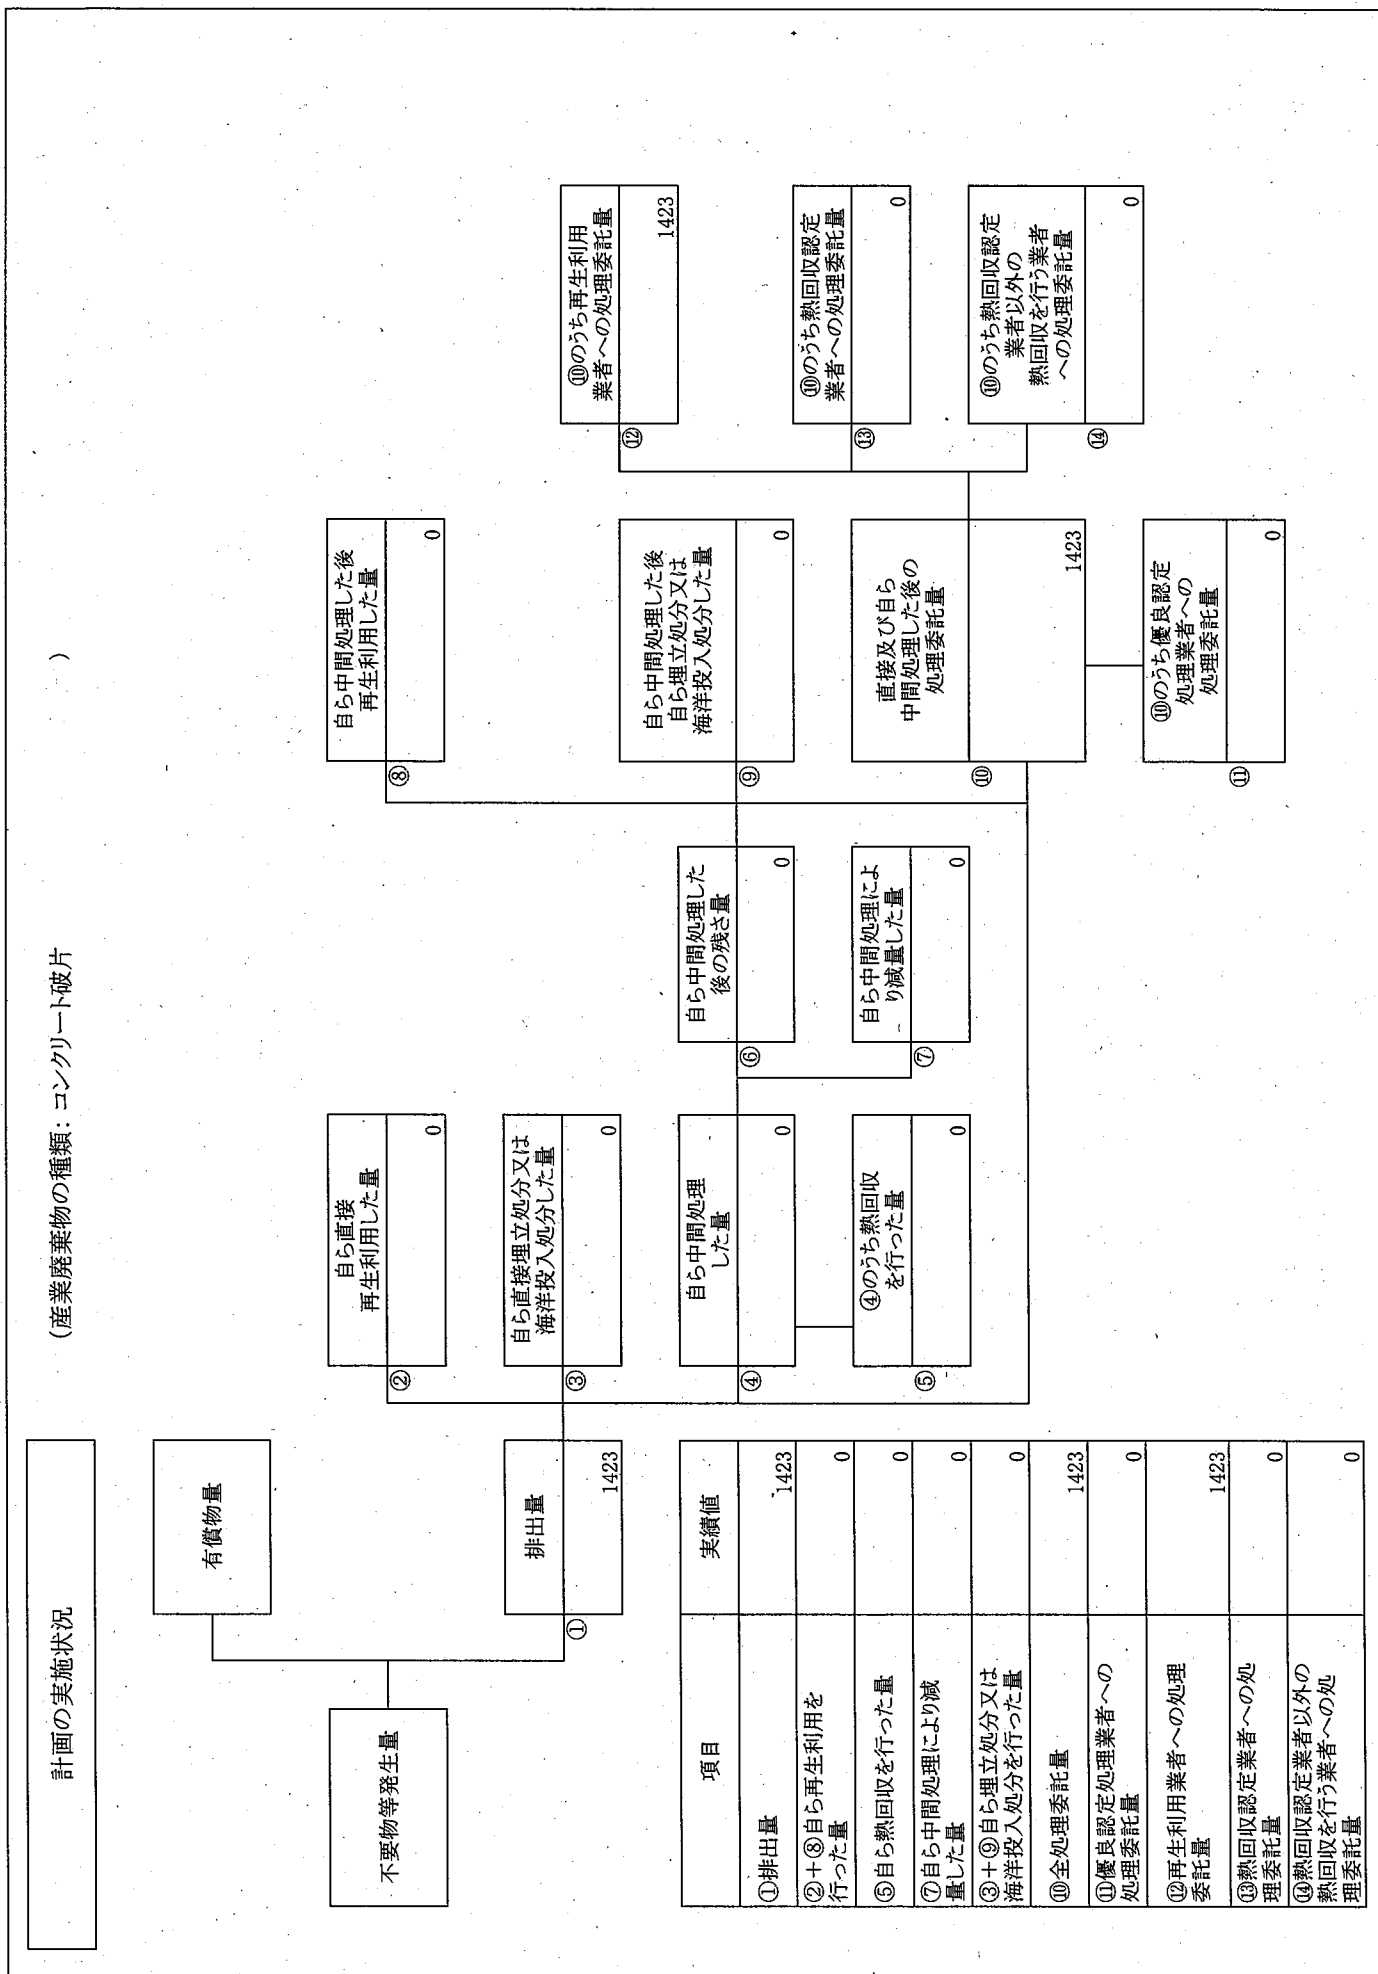 計画の実施状況
(産業廃棄物の種類：コンクリート破片
)
不要物等発生量
有償物量
①
排出量
1423
②
自ら直接
再生利用した量
0
③
自ら直接埋立処分又は
海洋投入処分した量
0
④
自ら中間処理
した量
0
⑤
④のうち熱回収
を行った量
0
⑥
自ら中間処理した
後の残さ量
0
⑦
自ら中間処理によ
り減量した量
0
⑧
自ら中間処理した後
再生利用した量
0
⑨
自ら中間処理した後
自ら埋立処分又は
海洋投入処分した量
0
⑩
直接及び自ら
中間処理した後の
処理委託量
1423
⑪
⑩のうち優良認定
処理業者への
処理委託量
0
⑫
⑩のうち再生利用
業者への処理委託量
1423
⑬
⑩のうち熱回収認定
業者への処理委託量
0
⑭
⑩のうち熱回収認定
業者以外の
熱回収を行う業者
への処理委託量
0
項目
実績値
①排出量
1423
②+⑧自ら再生利用を
行った量
0
⑤自ら熱回収を行った量
0
⑦自ら中間処理により減
量した量
0
③+⑨自ら埋立処分又は
海洋投入処分を行った量
0
⑩全処理委託量
1423
⑪優良認定処理業者への
処理委託量
0
⑫再生利用業者への処理
委託量
1423
⑬熱回収認定業者への処
理委託量
0
⑭熱回収認定業者以外の
熱回収を行う業者への処
理委託量
0